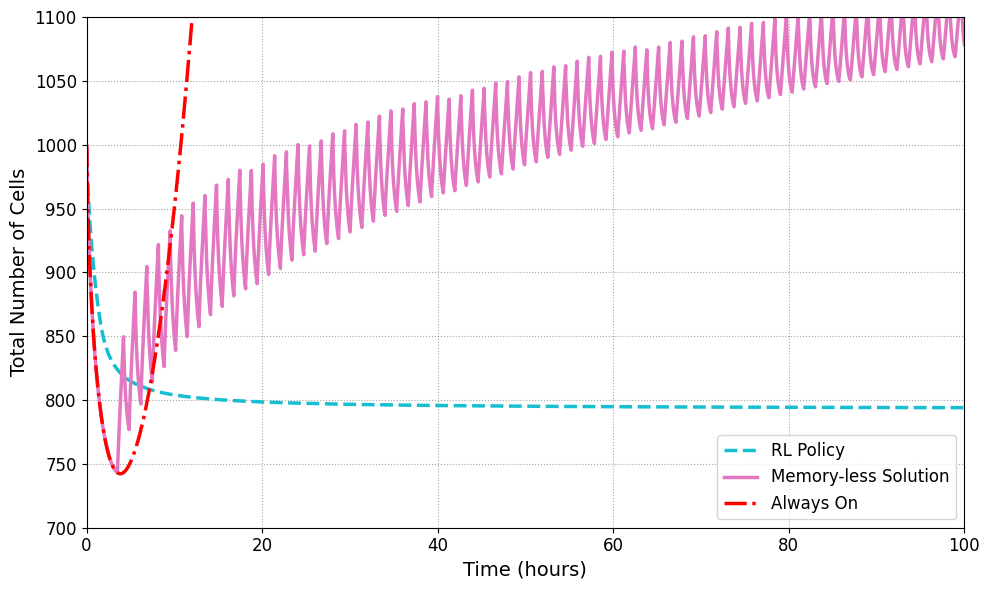 1100
1050
1000
950
900
850
800
750
700
Total Number of Cells
0 20 40 60 80 100
Time (hours)
RL Policy
Memory-less Solution
Always On